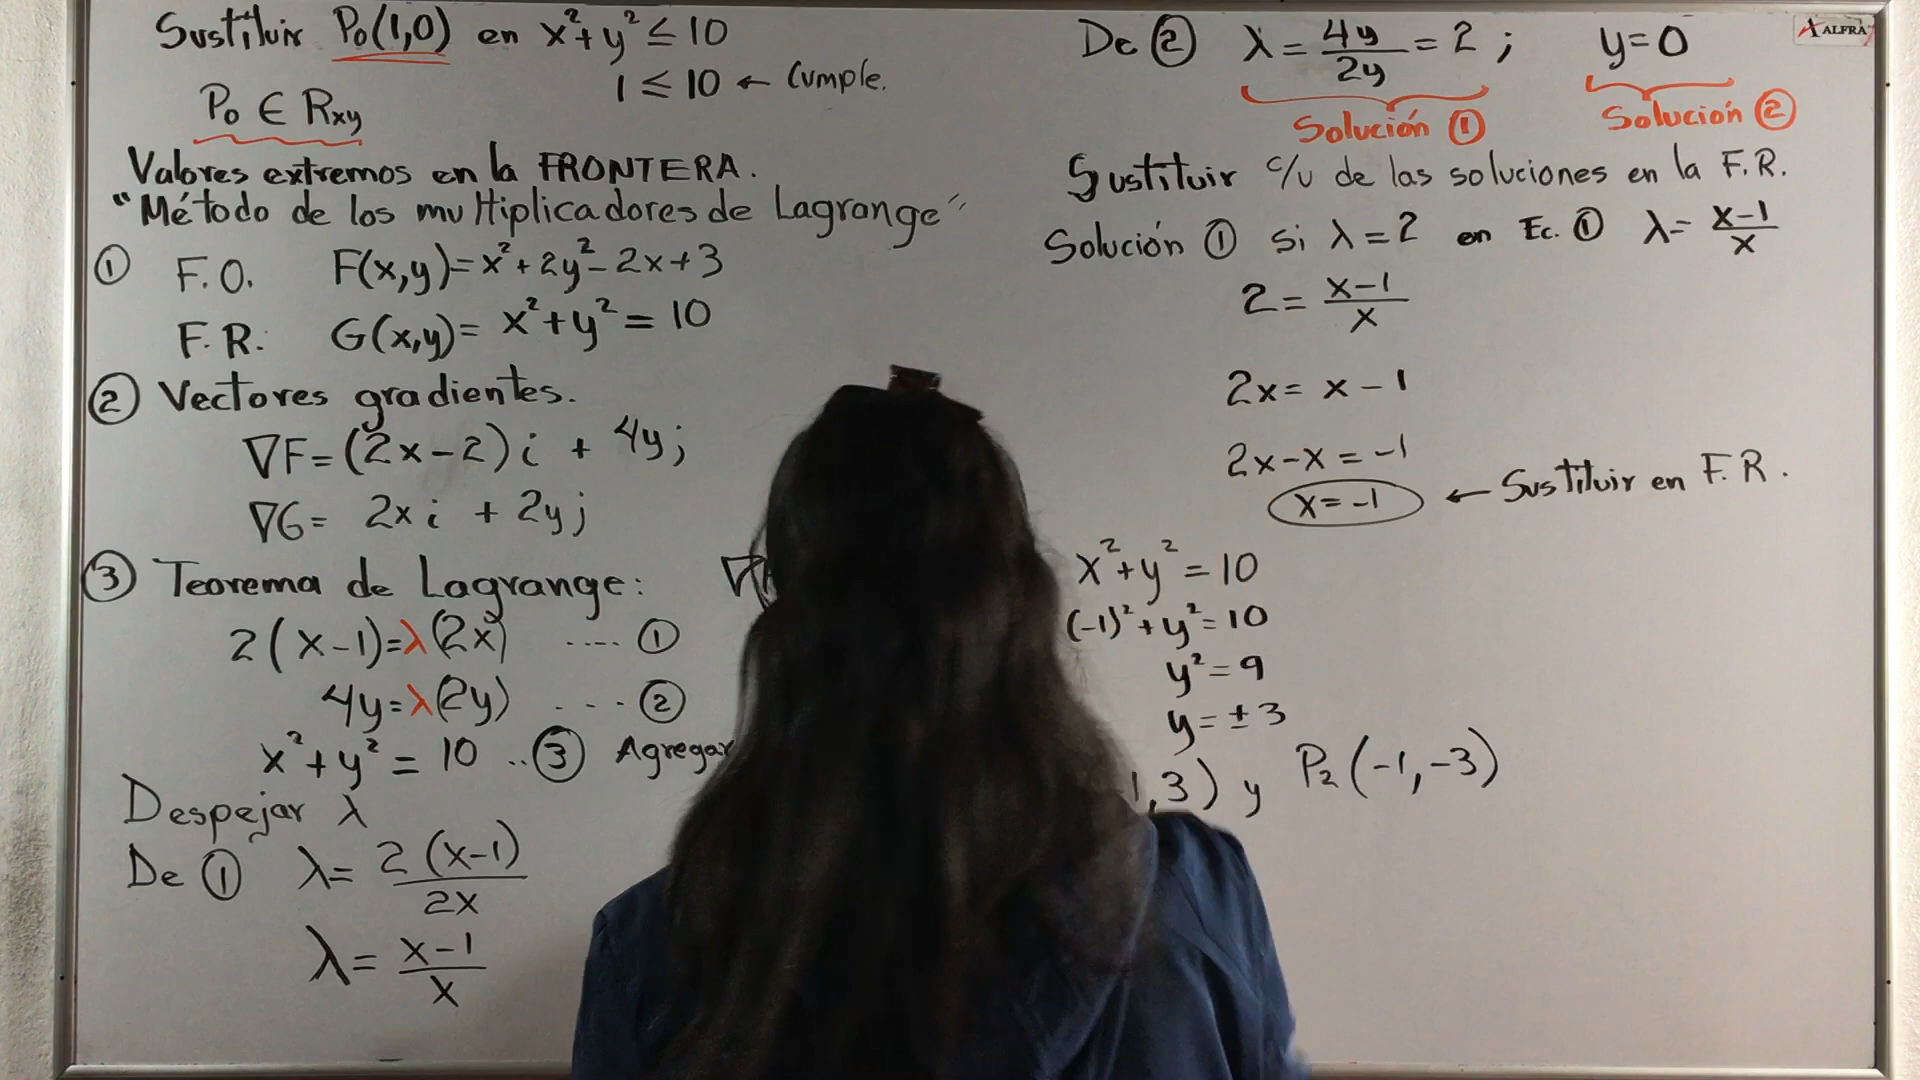 Sustituir P₀(1,0) en x²+y² ≤ 10
1 ≤ 10 ← Cumple.
P₀ ∈ Rxy
Valores extremos en la FRONTERA.
"Método de los multiplicadores de Lagrange"
① F.O. F(x,y)=x²+2y²-2x+3
F.R: G(x,y)= x²+y² = 10
② Vectores gradientes.
∇F=(2x-2)i + 4yj
∇G= 2xi + 2yj
③ Teorema de Lagrange:
2(x-1)=λ(2x) .... ①
4y=λ(2y) ... ②
x²+y² = 10 ..③ Agregar
Despejar λ
De ① λ= 2(x-1)/2x
λ= x-1/x
De ② λ= 4y/2y = 2 ; y=0
Solución ① Solución ②
Sustituir c/u de las soluciones en la F.R.
Solución ① si λ=2 en Ec. ① λ= x-1/x
2= x-1/x
2x= x-1
2x-x=-1
x=-1 ← Sustituir en F.R.
x²+y²=10
(-1)²+y²=10
y²=9
y=±3
1,3) y P₂(-1,-3)
ALFRA